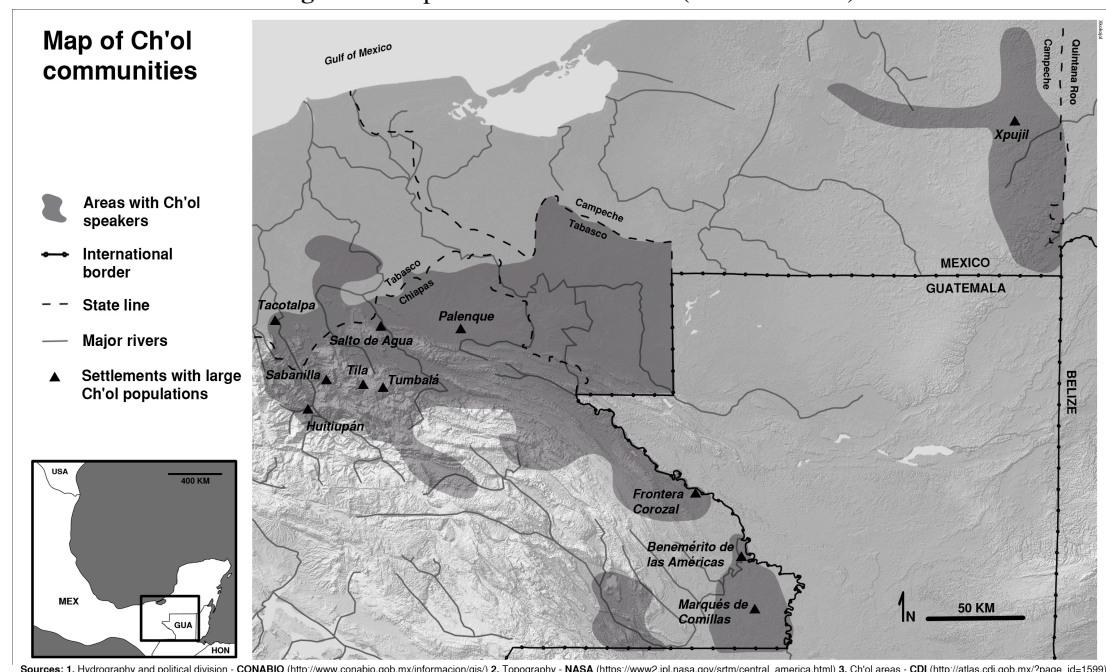 Map of Ch'ol
communities
Gulf of Mexico
Campeche
Quintana Roo
Xpujil
Areas with Ch'ol
speakers
International
border
State line
Major rivers
Settlements with large
Ch'ol populations
Campeche
Tabasco
Tabasco
Chiapas
MEXICO
GUATEMALA
BELIZE
Tacotalpa
Salto de Agua
Palenque
Sabanilla
Tila
Tumbalá
Huitiupán
Frontera
Corozal
Benemérito de
las Américas
Marqués de
Comillas
USA
400 KM
MEX
GUA
HON
N
50 KM
Sources: 1. Hydrography and political division - CONABIO (http://www.conabio.gob.mx/informacion/gis/) 2. Topography - NASA (https://www2.jpl.nasa.gov/srtm/central_america.html) 3. Ch'ol areas - CDI (http://atlas.cdi.gob.mx/?page_id=1599)